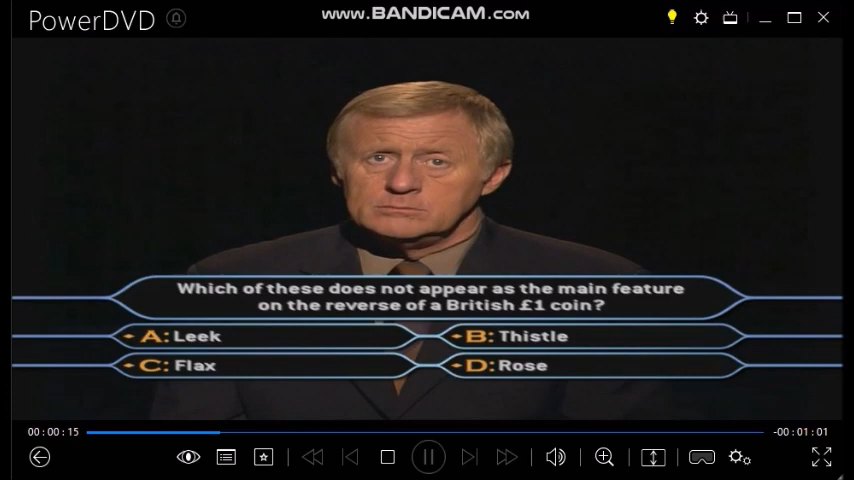 PowerDVD
www.BANDICAM.com
Which of these does not appear as the main feature
on the reverse of a British £1 coin?
A: Leek
B: Thistle
C: Flax
D: Rose
00:00:15
-00:01:01